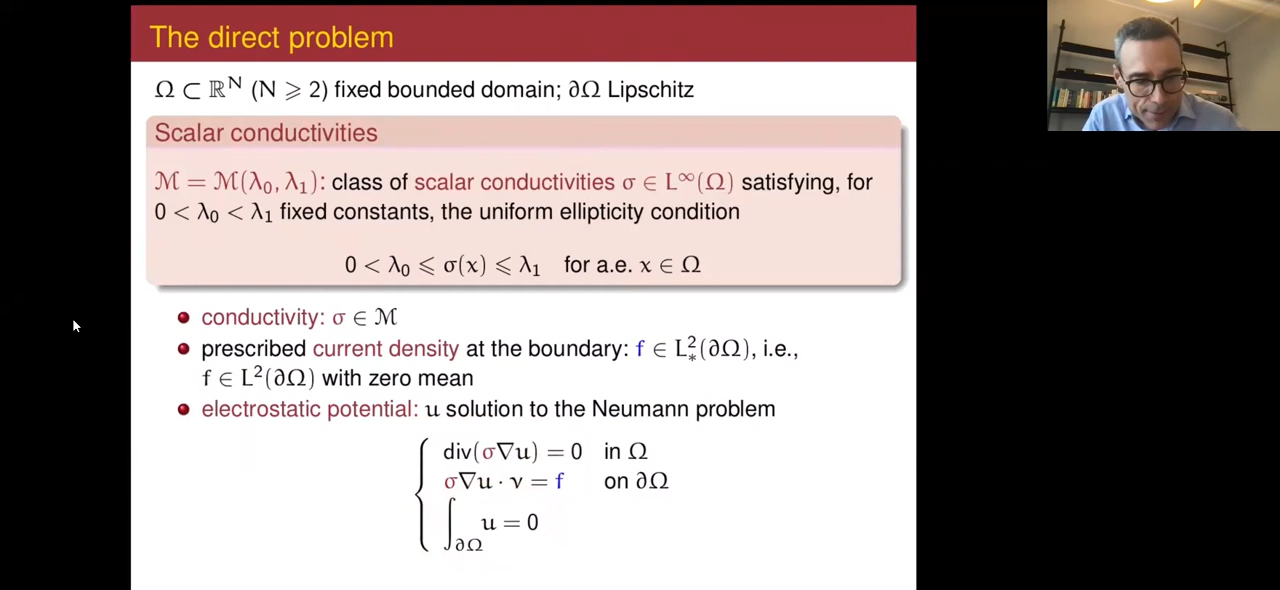 The direct problem
Ω ⊂ ℝᴺ (N ⩾ 2) fixed bounded domain; ∂Ω Lipschitz
Scalar conductivities
ℳ = ℳ(λ₀, λ₁): class of scalar conductivities σ ∈ L^∞(Ω) satisfying, for
0 < λ₀ < λ₁ fixed constants, the uniform ellipticity condition
0 < λ₀ ⩽ σ(x) ⩽ λ₁ for a.e. x ∈ Ω
conductivity: σ ∈ ℳ
prescribed current density at the boundary: f ∈ L²_*(∂Ω), i.e.,
f ∈ L²(∂Ω) with zero mean
electrostatic potential: u solution to the Neumann problem
div(σ∇u) = 0 in Ω
σ∇u · ν = f on ∂Ω
∫_∂Ω u = 0